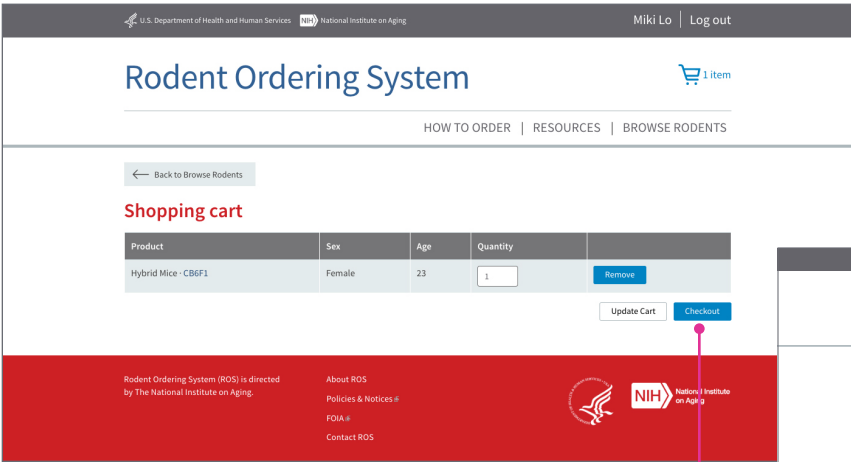 U.S. Department of Health and Human Services NIH National Institute on Aging
Miki Lo | Log out
Rodent Ordering System
1 item
HOW TO ORDER | RESOURCES | BROWSE RODENTS
← Back to Browse Rodents
Shopping cart
Product Sex Age Quantity
Hybrid Mice · CB6F1 Female 23 1 Remove
Update Cart Checkout
Rodent Ordering System (ROS) is directed
by The National Institute on Aging.
About ROS
Policies & Notices
FOIA
Contact ROS
NIH National Institute
on Aging